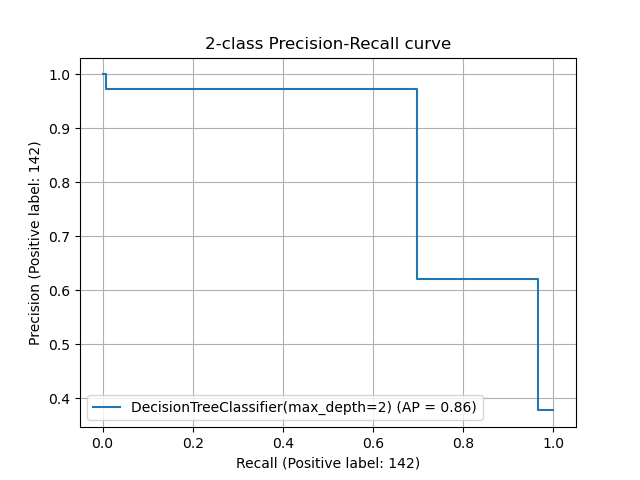 2-class Precision-Recall curve
1.0
0.9
0.8
0.7
0.6
0.5
0.4
Precision (Positive label: 142)
DecisionTreeClassifier(max_depth=2) (AP = 0.86)
0.0 0.2 0.4 0.6 0.8 1.0
Recall (Positive label: 142)